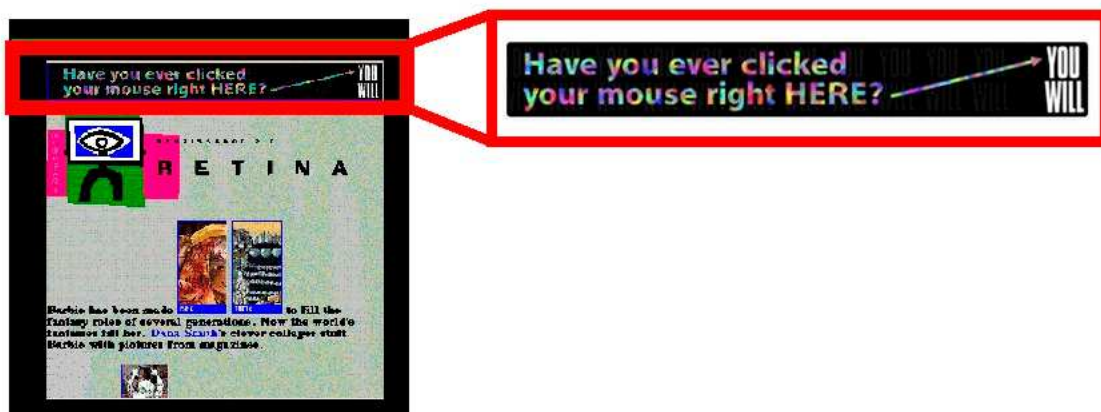 Have you ever clicked
your mouse right HERE?
YOU
WILL
RETINA
Barbie has been made to fill the
fantasy roles of several generations. Now the world's
fantasies fill her. Dana Smith's clever collages stuff
Barbie with pictures from magazines.
Have you ever clicked
your mouse right HERE?
YOU
WILL